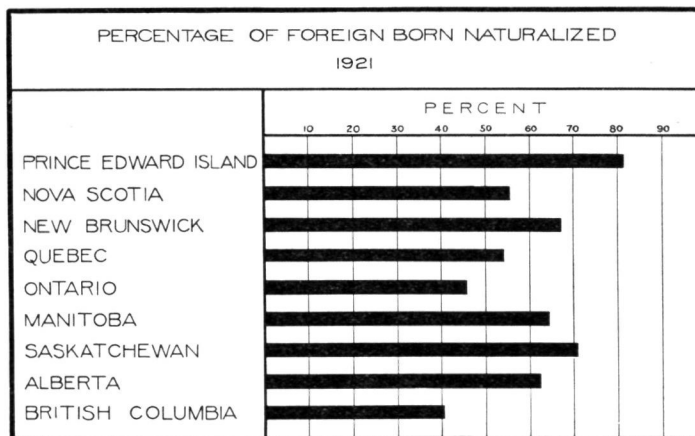 PERCENTAGE OF FOREIGN BORN NATURALIZED
1921
PERCENT
10 20 30 40 50 60 70 80 90
PRINCE EDWARD ISLAND
NOVA SCOTIA
NEW BRUNSWICK
QUEBEC
ONTARIO
MANITOBA
SASKATCHEWAN
ALBERTA
BRITISH COLUMBIA